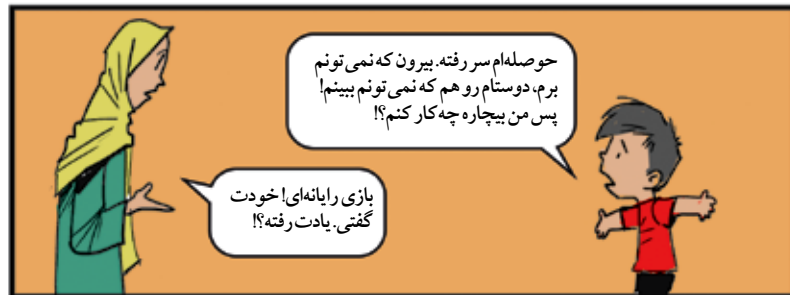 حوصله‌ام سر رفته. بیرون که نمی‌تونم
برم، دوستام رو هم که نمی‌تونم ببینم!
پس من بیچاره چه کار کنم؟!
بازی رایانه‌ای! خودت
گفتی. یادت رفته؟!